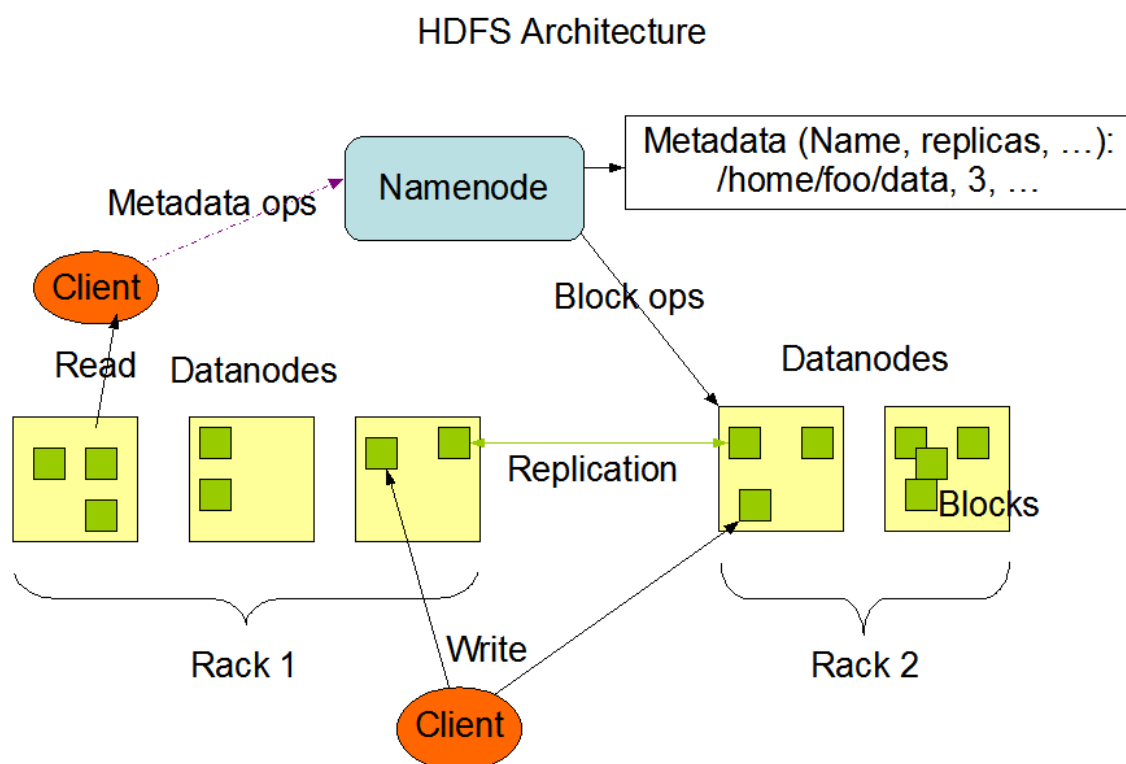 HDFS Architecture
Metadata (Name, replicas, …):
/home/foo/data, 3, …
Namenode
Metadata ops
Client
Block ops
Read
Datanodes
Datanodes
Replication
Blocks
Rack 1
Write
Rack 2
Client